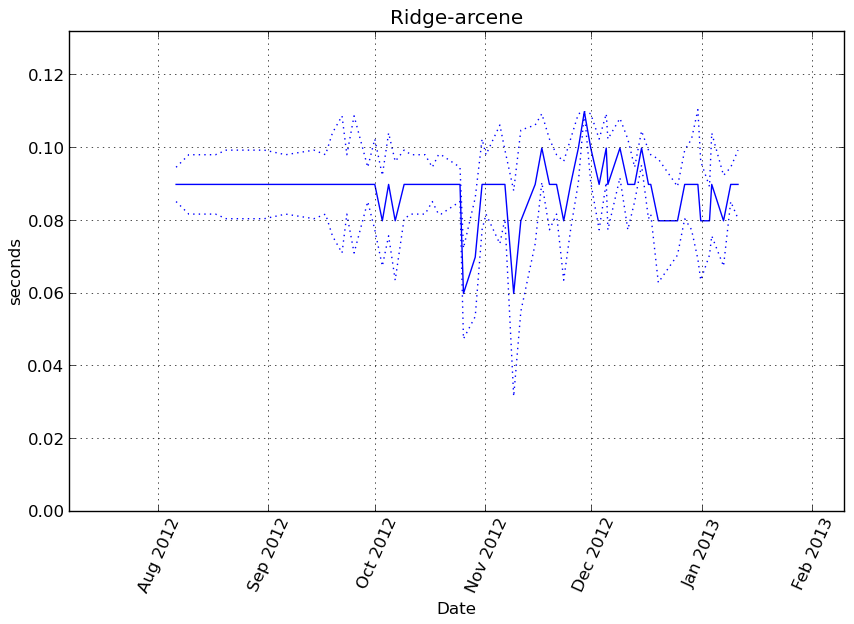 Ridge-arcene
0.12
0.10
0.08
0.06
0.04
0.02
0.00
seconds
Aug 2012
Sep 2012
Oct 2012
Nov 2012
Dec 2012
Jan 2013
Feb 2013
Date